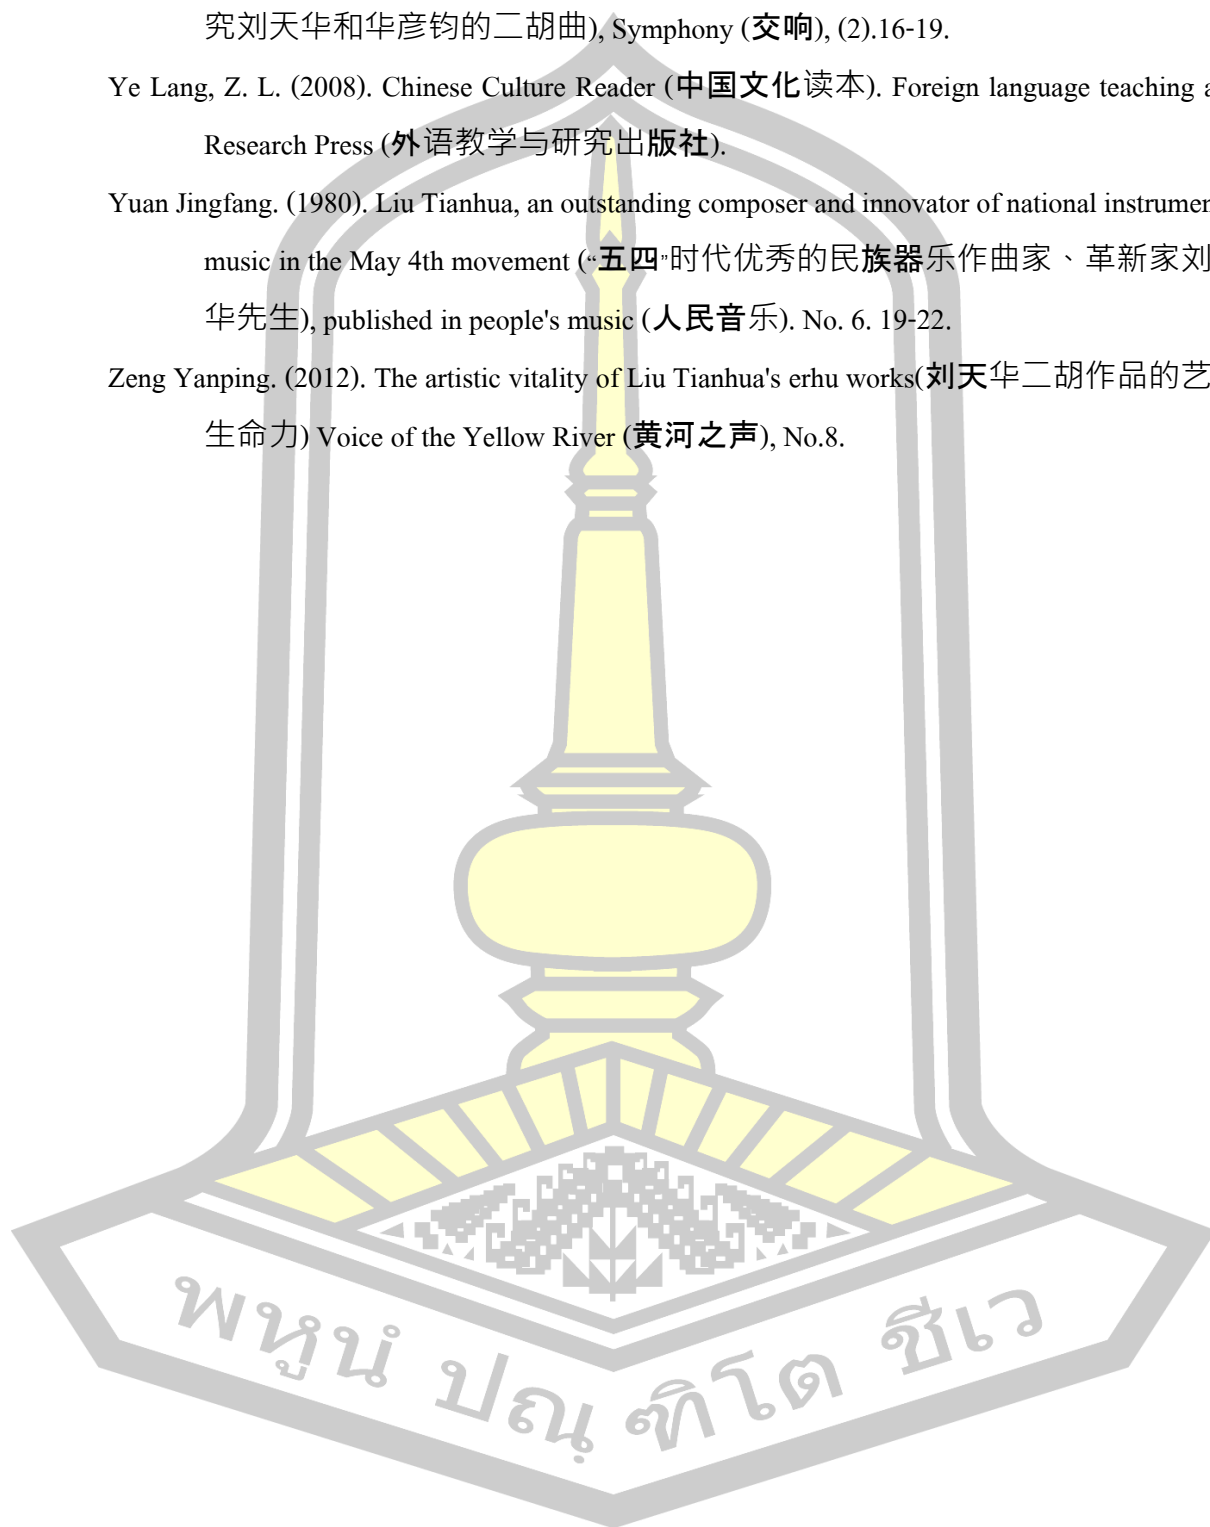 究刘天华和华彦钧的二胡曲), Symphony (交响), (2).16-19.
Ye Lang, Z. L. (2008). Chinese Culture Reader (中国文化读本). Foreign language teaching a
Research Press (外语教学与研究出版社).
Yuan Jingfang. (1980). Liu Tianhua, an outstanding composer and innovator of national instrumen
music in the May 4th movement (“五四”时代优秀的民族器乐作曲家、革新家刘
华先生), published in people's music (人民音乐). No. 6. 19-22.
Zeng Yanping. (2012). The artistic vitality of Liu Tianhua's erhu works(刘天华二胡作品的艺
生命力) Voice of the Yellow River (黄河之声), No.8.
พหูนํ ปณฺฑิโต ชีเว